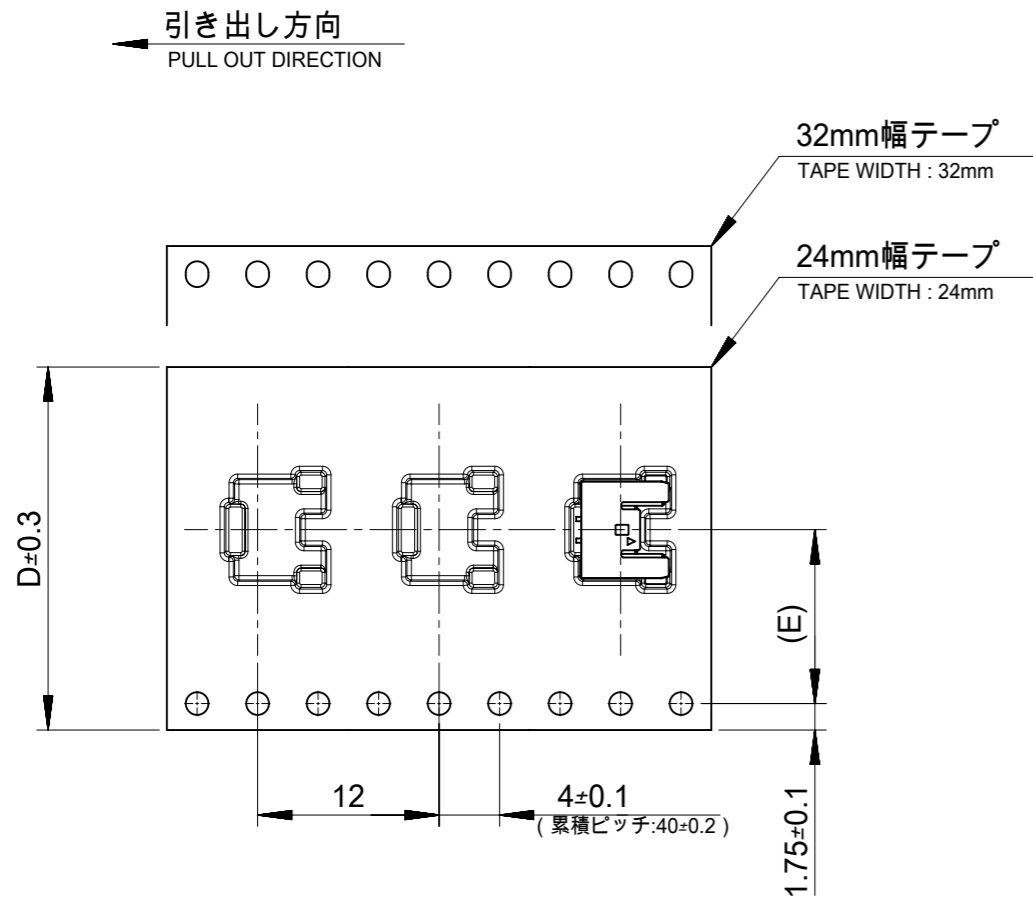 引き出し方向
PULL OUT DIRECTION
32mm幅テープ
TAPE WIDTH : 32mm
24mm幅テープ
TAPE WIDTH : 24mm
D±0.3
(E)
12
4±0.1
( 累積ピッチ:40±0.2 )
1.75±0.1